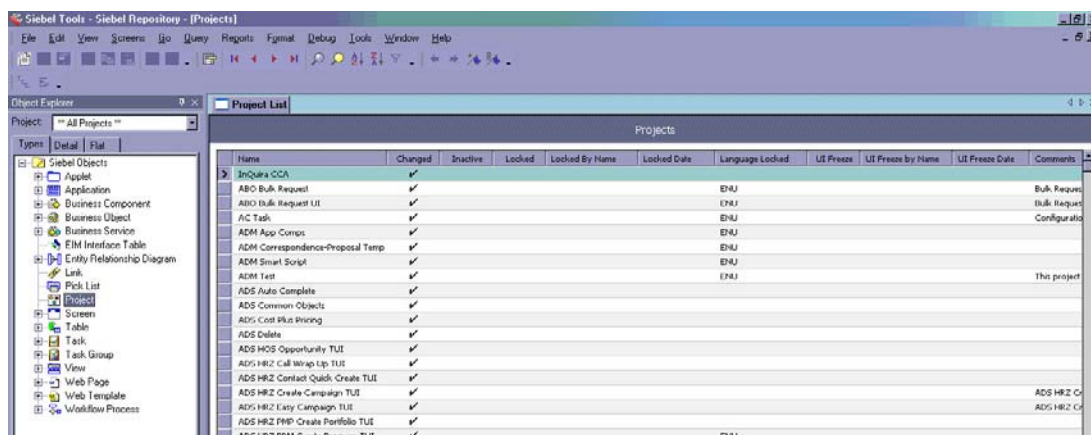 Siebel Tools - Siebel Repository - [Projects]
File Edit View Screens Go Query Reports Format Debug Tools Window Help
Object Explorer
Project: ** All Projects **
Types Detail Flat
Siebel Objects
Applet
Application
Business Component
Business Object
Business Service
EIM Interface Table
Entity Relationship Diagram
Link
Pick List
Project
Screen
Table
Task
Task Group
View
Web Page
Web Template
Workflow Process
Project List
Projects
Name Changed Inactive Locked Locked By Name Locked Date Language Locked UI Freeze UI Freeze by Name UI Freeze Date Comments
InQuira CCA
ABO Bulk Request ENU Bulk Reques
ABO Bulk Request UI ENU Bulk Reques
AC Task ENU Configuratio
ADM App Comps ENU
ADM Correspondence-Proposal Temp ENU
ADM Smart Script ENU
ADM Test ENU This project
ADS Auto Complete
ADS Common Objects
ADS Cost Plus Pricing
ADS Delete
ADS HOS Opportunity TUI
ADS HRZ Call Wrap Up TUI
ADS HRZ Contact Quick Create TUI
ADS HRZ Create Campaign TUI ADS HRZ Cr
ADS HRZ Easy Campaign TUI ADS HRZ Cr
ADS HRZ PMP Create Portfolio TUI